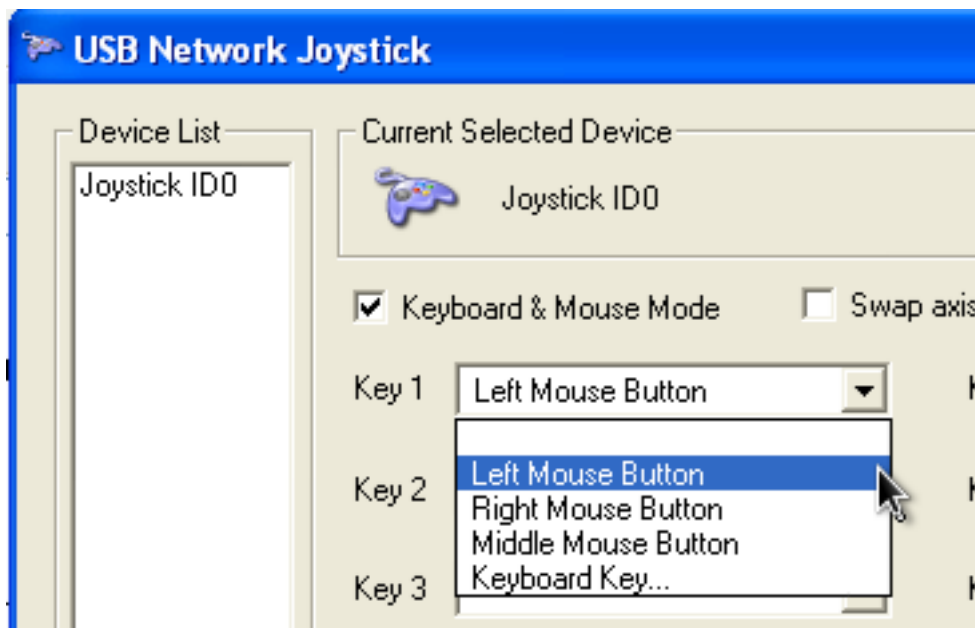 USB Network Joystick
Device List
Current Selected Device
Joystick ID0
Joystick ID0
Keyboard & Mouse Mode
Swap axis
Key 1
Left Mouse Button
Left Mouse Button
Key 2
Right Mouse Button
Middle Mouse Button
Key 3
Keyboard Key...